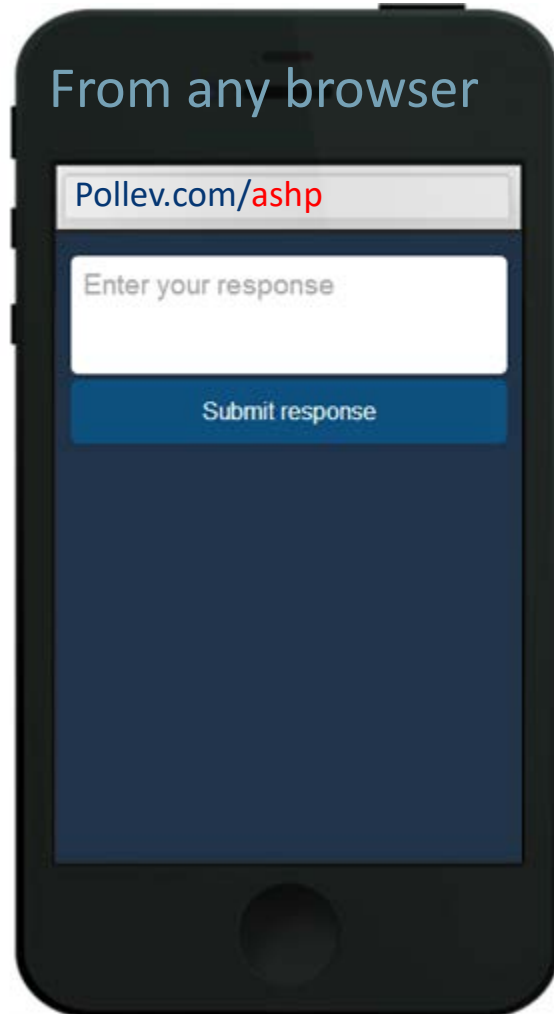 From any browser
Pollev.com/ashp
Enter your response
Submit response